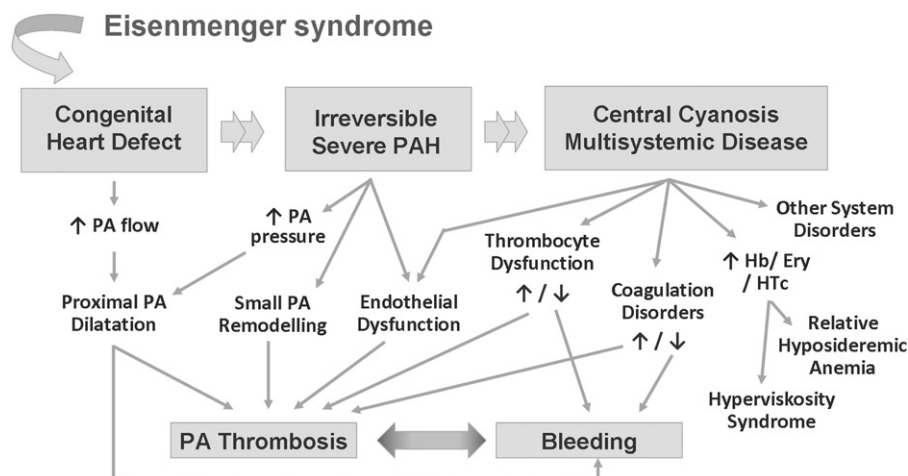 Eisenmenger syndrome
Congenital
Heart Defect
Irreversible
Severe PAH
Central Cyanosis
Multisystemic Disease
↑ PA flow
↑ PA
pressure
Proximal PA
Dilatation
Small PA
Remodelling
Endothelial
Dysfunction
Thrombocyte
Dysfunction
↑ / ↓
Coagulation
Disorders
↑ / ↓
Other System
Disorders
↑ Hb/ Ery
/ HTc
Relative
Hyposideremic
Anemia
Hyperviskosity
Syndrome
PA Thrombosis
Bleeding